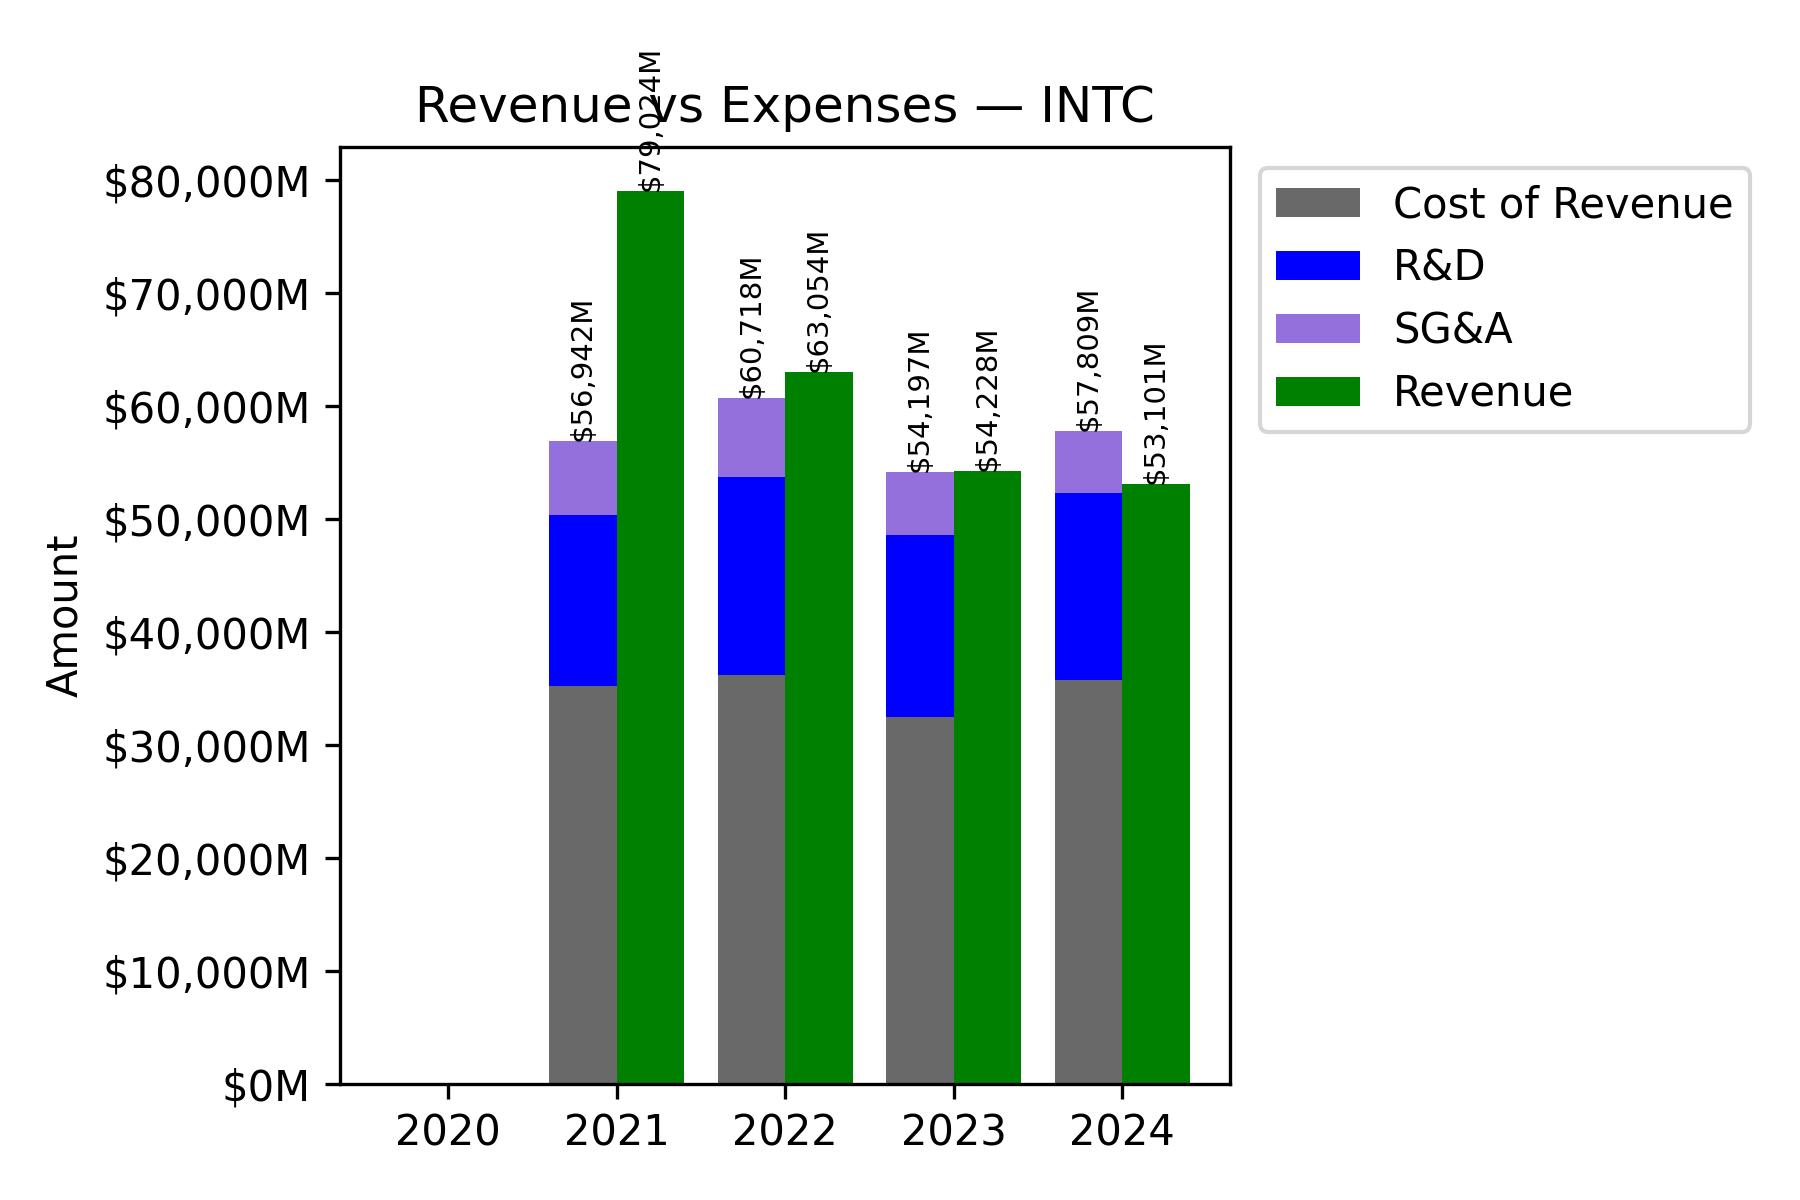 Revenue vs Expenses — INTC
$80,000M
$70,000M
$60,000M
$50,000M
$40,000M
$30,000M
$20,000M
$10,000M
$0M
Amount
$56,942M
$79,024M
$60,718M
$63,054M
$54,197M
$54,228M
$57,809M
$53,101M
2020
2021
2022
2023
2024
Cost of Revenue
R&D
SG&A
Revenue